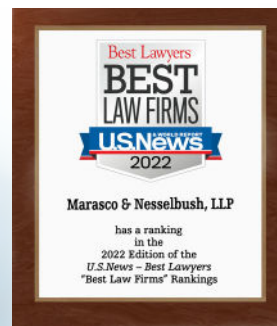 Best Lawyers
BEST
LAW FIRMS
& WORLD REPORT
U.S.News
2022
Marasco & Nesselbush, LLP
has a ranking
in the
2022 Edition of the
U.S.News – Best Lawyers
"Best Law Firms" Rankings